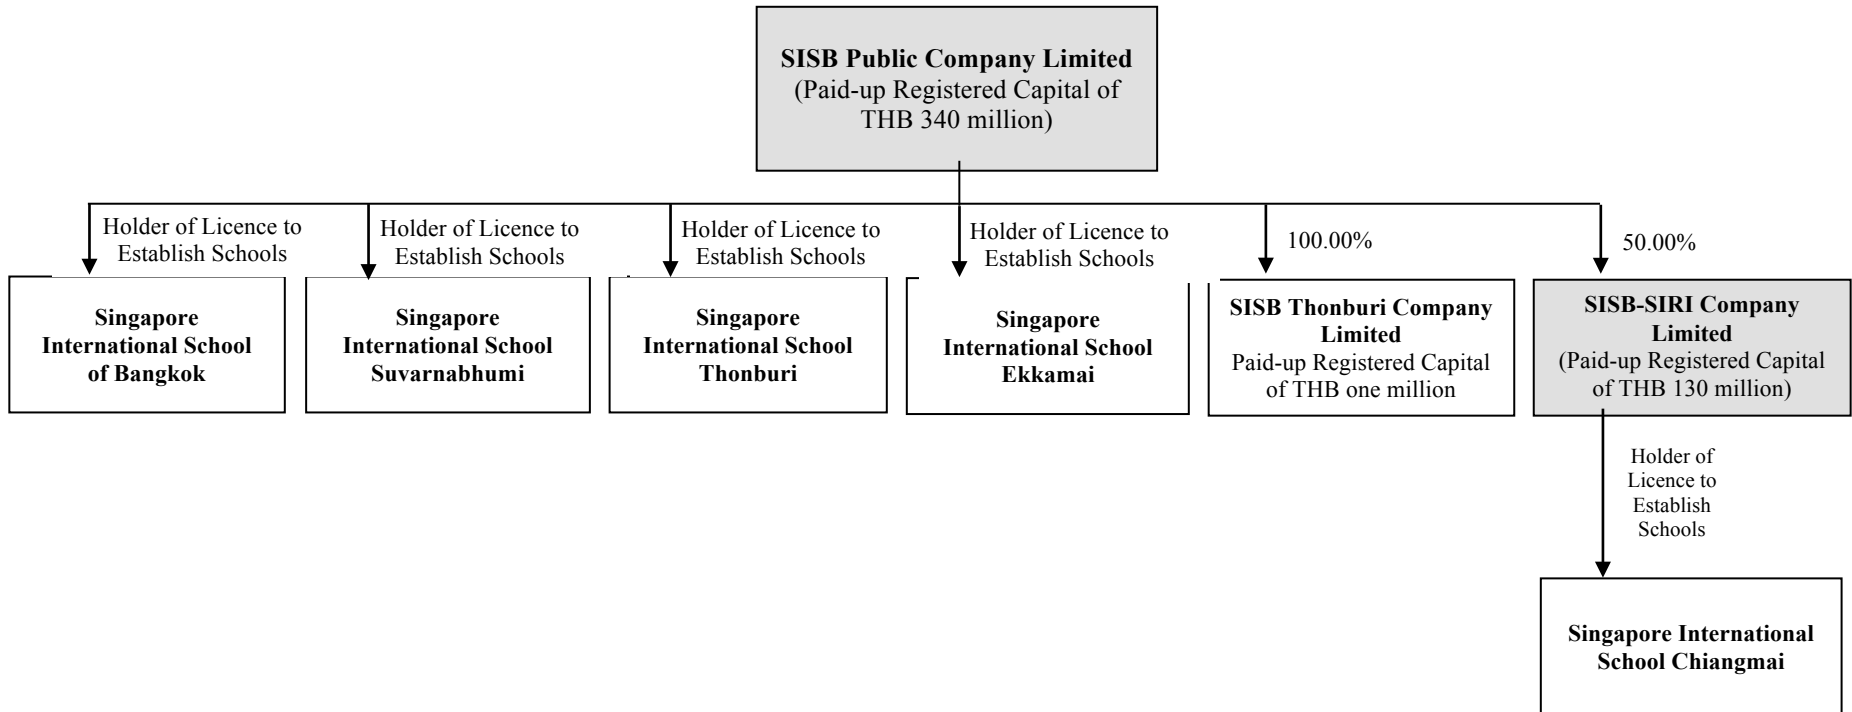 SISB Public Company Limited
(Paid-up Registered Capital of
THB 340 million)
Holder of Licence to
Establish Schools
Holder of Licence to
Establish Schools
Holder of Licence to
Establish Schools
Holder of Licence to
Establish Schools
100.00%
50.00%
Singapore
International School
of Bangkok
Singapore
International School
Suvarnabhumi
Singapore
International School
Thonburi
Singapore
International School
Ekkamai
SISB Thonburi Company
Limited
Paid-up Registered Capital
of THB one million
SISB-SIRI Company
Limited
(Paid-up Registered Capital
of THB 130 million)
Holder of
Licence to
Establish
Schools
Singapore International
School Chiangmai